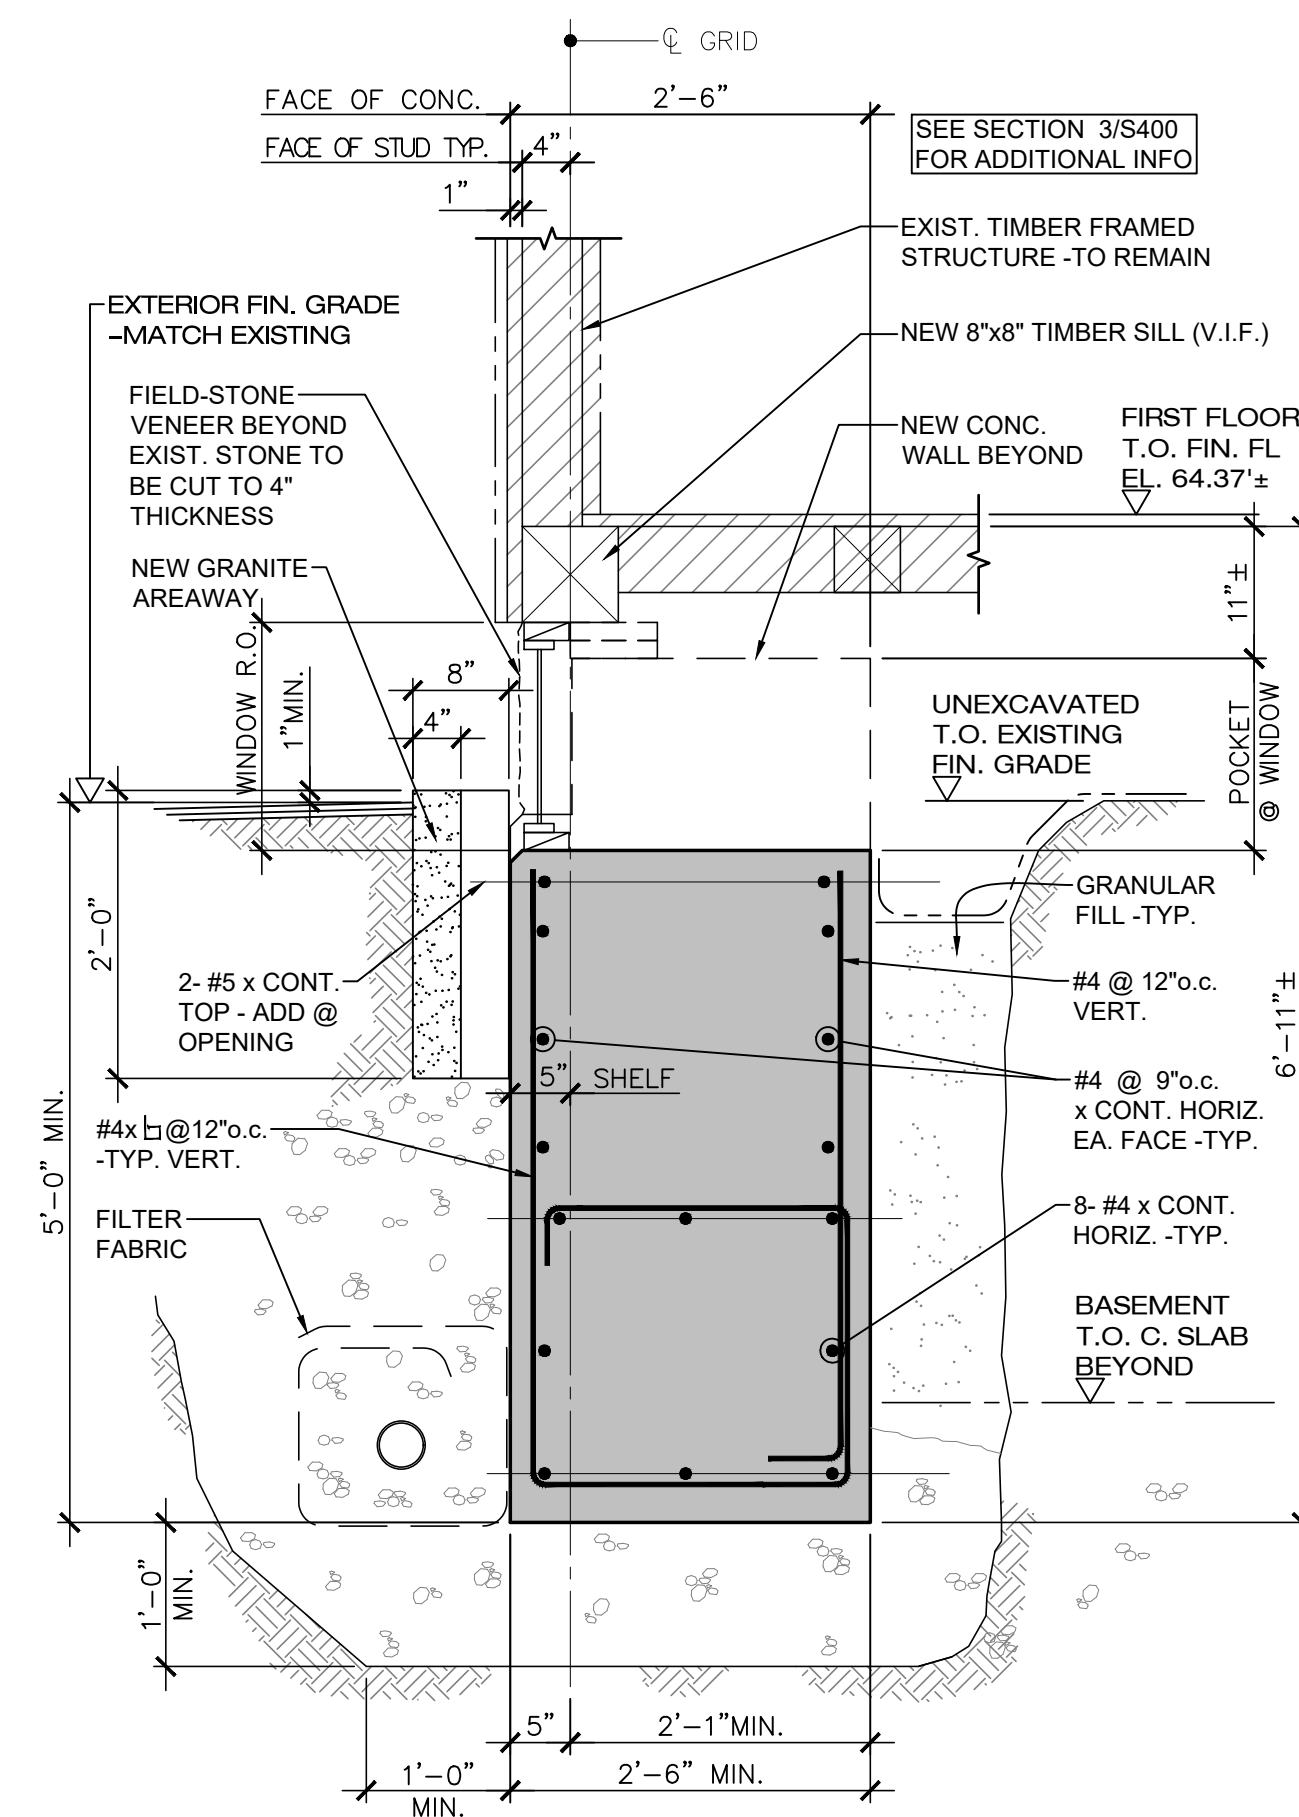 ℄ GRID
FACE OF CONC.
2'-6"
FACE OF STUD TYP.
4"
1"
SEE SECTION 3/S400
FOR ADDITIONAL INFO
EXIST. TIMBER FRAMED
STRUCTURE -TO REMAIN
NEW 8"x8" TIMBER SILL (V.I.F.)
EXTERIOR FIN. GRADE
-MATCH EXISTING
FIELD-STONE
VENEER BEYOND
EXIST. STONE TO
BE CUT TO 4"
THICKNESS
NEW CONC.
WALL BEYOND
FIRST FLOOR
T.O. FIN. FL
EL. 64.37'±
NEW GRANITE
AREAWAY
WINDOW R.O.
1"MIN.
8"
4"
11"±
POCKET
@ WINDOW
UNEXCAVATED
T.O. EXISTING
FIN. GRADE
GRANULAR
FILL -TYP.
2'-0"
2- #5 x CONT.
TOP - ADD @
OPENING
#4 @ 12"o.c.
VERT.
6'-11"±
5" SHELF
#4 @ 9"o.c.
x CONT. HORIZ.
EA. FACE -TYP.
5'-0" MIN.
#4x @12"o.c.
-TYP. VERT.
FILTER
FABRIC
8- #4 x CONT.
HORIZ. -TYP.
BASEMENT
T.O. C. SLAB
BEYOND
1'-0"
MIN.
5"
2'-1"MIN.
1'-0"
MIN.
2'-6" MIN.